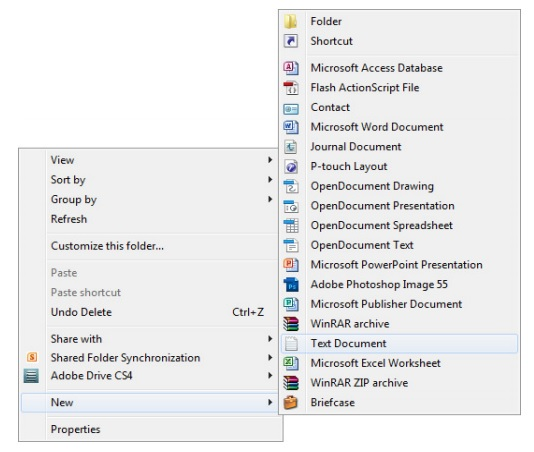 Folder
Shortcut
Microsoft Access Database
Flash ActionScript File
Contact
Microsoft Word Document
Journal Document
P-touch Layout
OpenDocument Drawing
OpenDocument Presentation
OpenDocument Spreadsheet
OpenDocument Text
Microsoft PowerPoint Presentation
Adobe Photoshop Image 55
Microsoft Publisher Document
WinRAR archive
Text Document
Microsoft Excel Worksheet
WinRAR ZIP archive
Briefcase
View
Sort by
Group by
Refresh
Customize this folder...
Paste
Paste shortcut
Undo Delete Ctrl+Z
Share with
Shared Folder Synchronization
Adobe Drive CS4
New
Properties